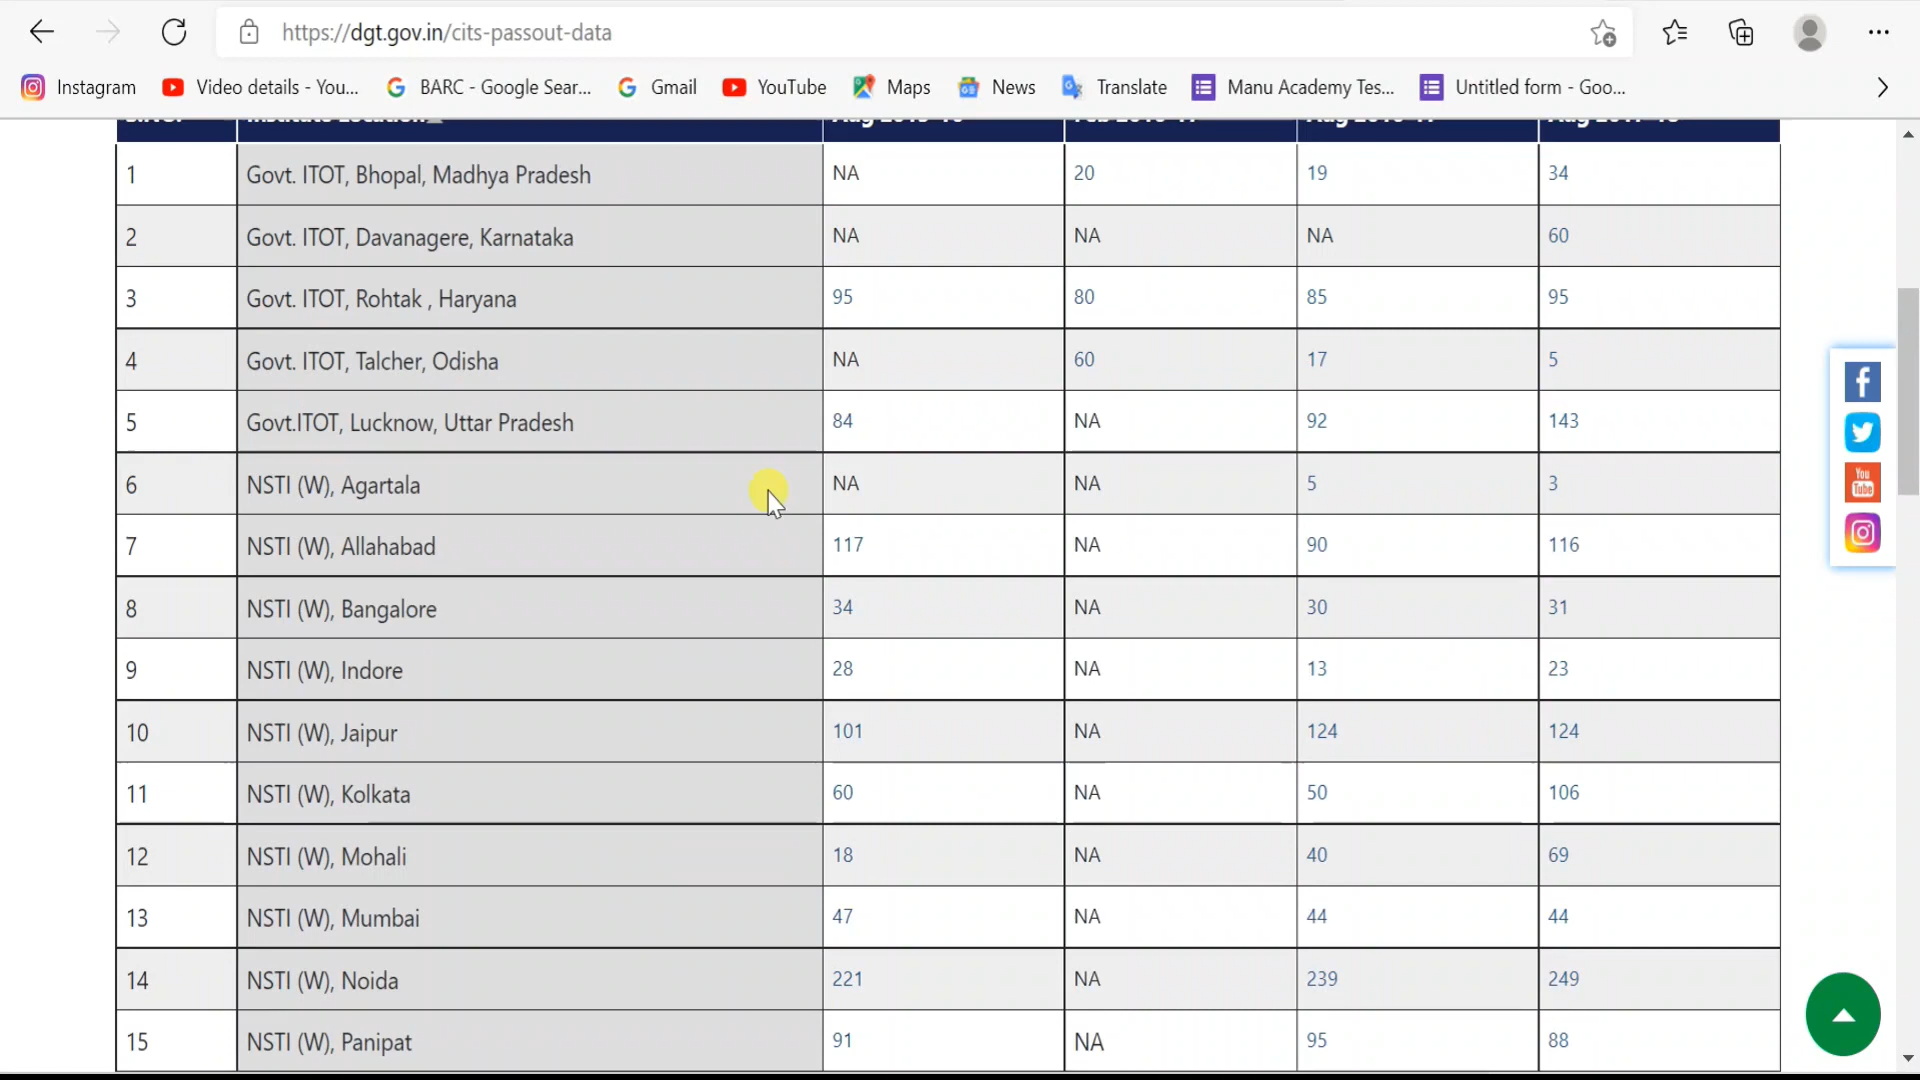 https://dgt.gov.in/cits-passout-data
Instagram Video details - You... BARC - Google Sear... Gmail YouTube Maps News Translate Manu Academy Tes... Untitled form - Goo...
1 Govt. ITOT, Bhopal, Madhya Pradesh NA 20 19 34
2 Govt. ITOT, Davanagere, Karnataka NA NA NA 60
3 Govt. ITOT, Rohtak , Haryana 95 80 85 95
4 Govt. ITOT, Talcher, Odisha NA 60 17 5
5 Govt.ITOT, Lucknow, Uttar Pradesh 84 NA 92 143
6 NSTI (W), Agartala NA NA 5 3
7 NSTI (W), Allahabad 117 NA 90 116
8 NSTI (W), Bangalore 34 NA 30 31
9 NSTI (W), Indore 28 NA 13 23
10 NSTI (W), Jaipur 101 NA 124 124
11 NSTI (W), Kolkata 60 NA 50 106
12 NSTI (W), Mohali 18 NA 40 69
13 NSTI (W), Mumbai 47 NA 44 44
14 NSTI (W), Noida 221 NA 239 249
15 NSTI (W), Panipat 91 NA 95 88
You
Tube